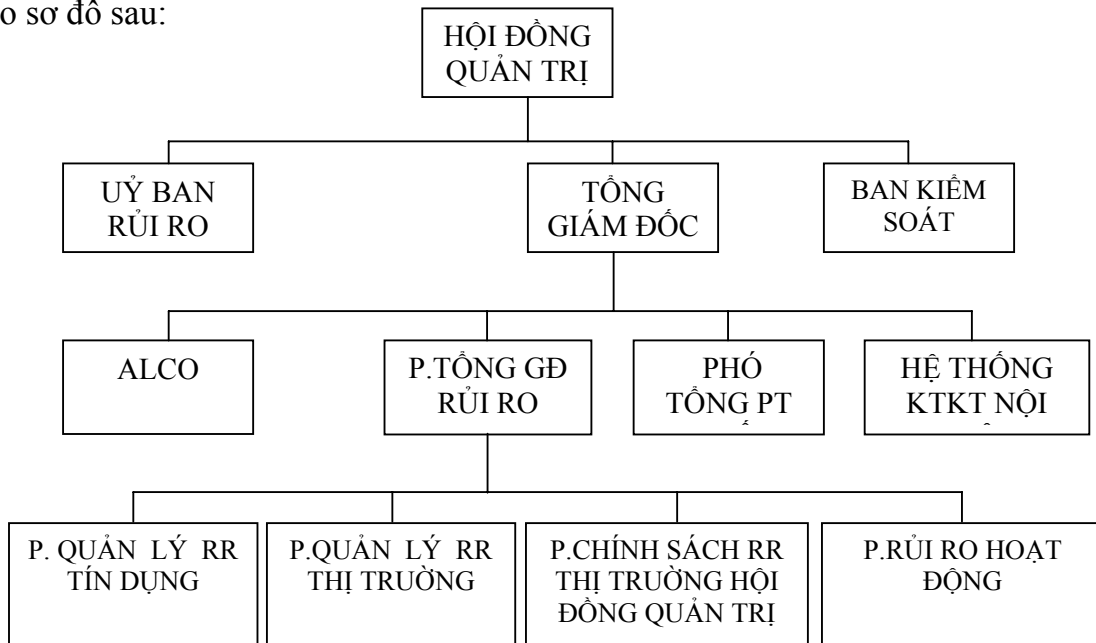 o sơ đồ sau:
HỘI ĐỒNG
QUẢN TRỊ
UỶ BAN
RỦI RO
TỔNG
GIÁM ĐỐC
BAN KIỂM
SOÁT
ALCO
P.TỔNG GĐ
RỦI RO
PHÓ
TỔNG PT
HỆ THỐNG
KTKT NỘI
P. QUẢN LÝ RR
TÍN DỤNG
P.QUẢN LÝ RR
THỊ TRUỜNG
P.CHÍNH SÁCH RR
THỊ TRUỜNG HỘI
ĐỒNG QUẢN TRỊ
P.RỦI RO HOẠT
ĐỘNG